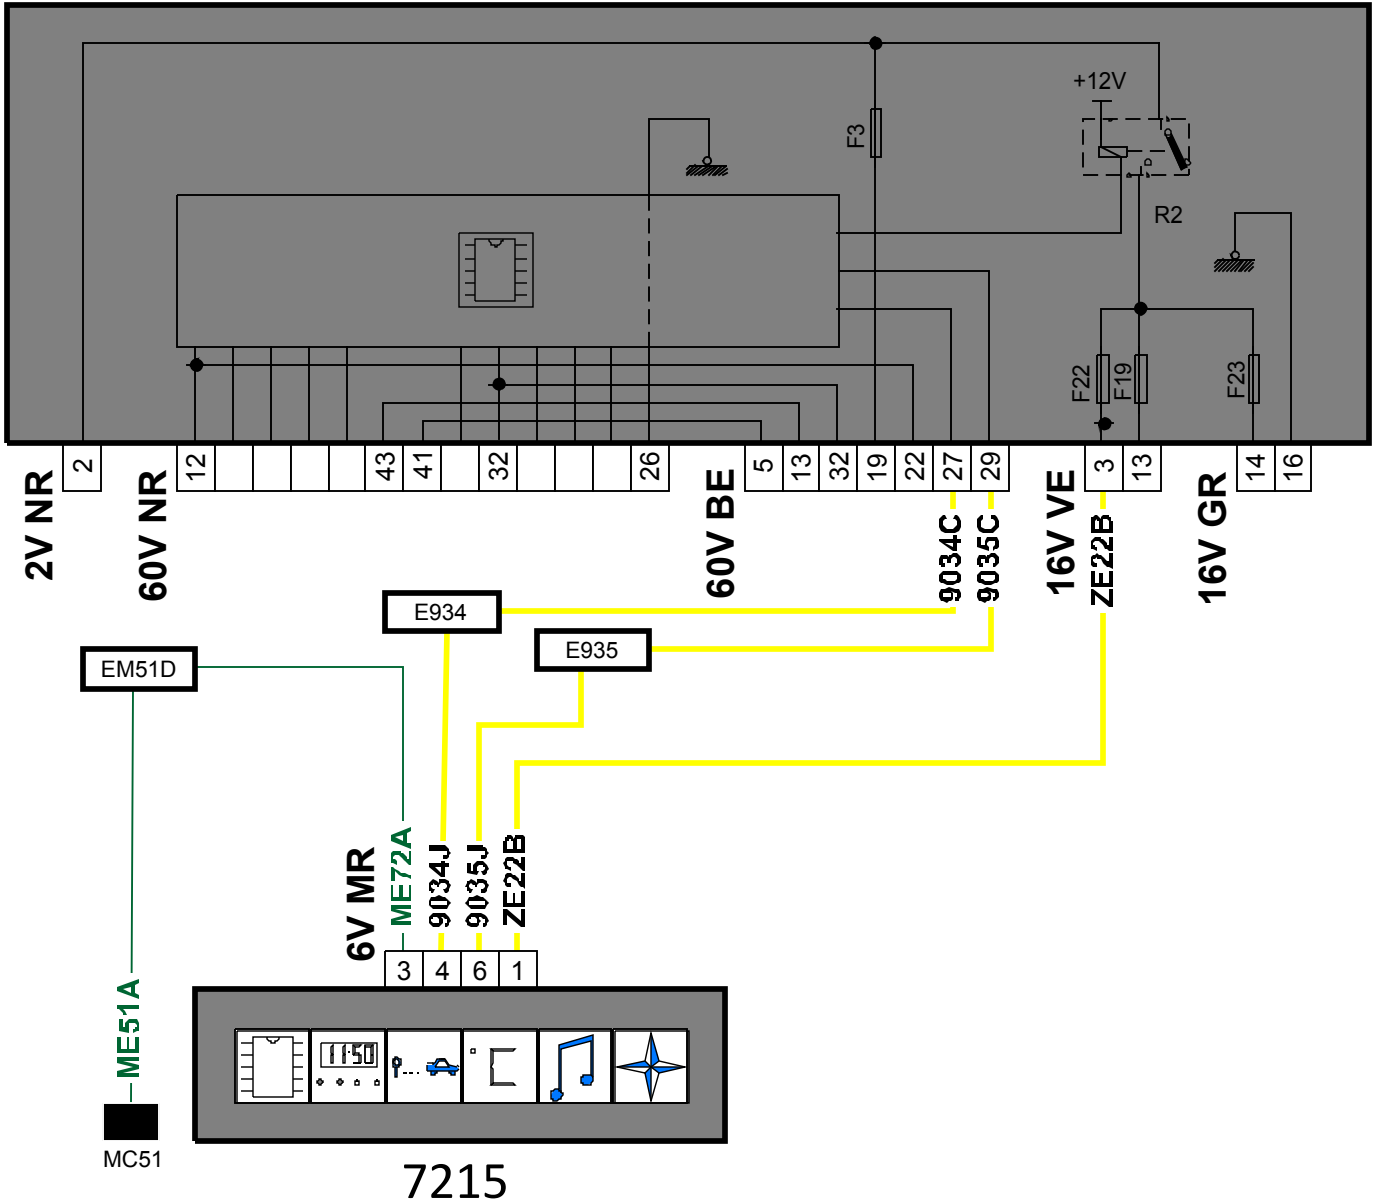 +12V
F3
R2
F22
F19
F23
2V NR
2
60V NR
12
43
41
32
26
60V BE
5
13
32
19
22
27
29
16V VE
3
13
16V GR
14
16
9034C
9035C
ZE22B
E934
E935
EM51D
6V MR
ME72A
9034J
9035J
ZE22B
3
4
6
1
ME51A
11:50
C
MC51
7215